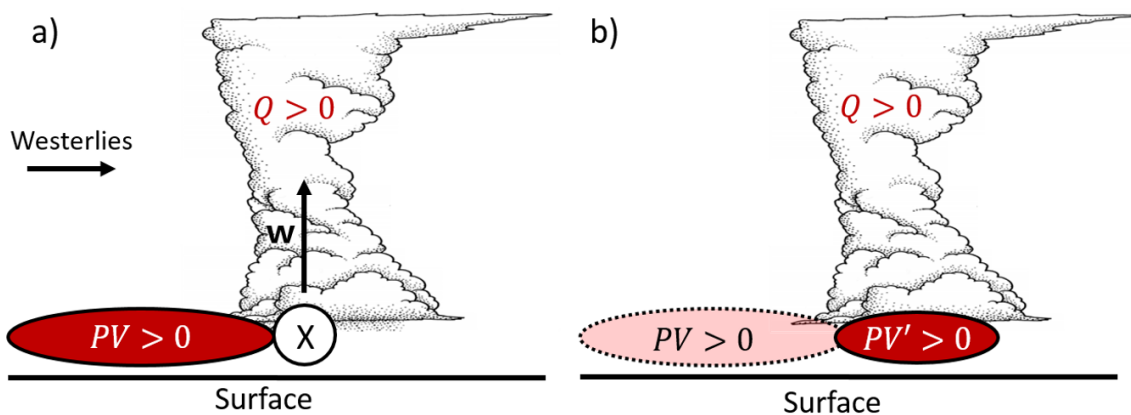 a)
Q > 0
Westerlies
w
PV > 0
X
Surface
b)
Q > 0
PV > 0
PV' > 0
Surface